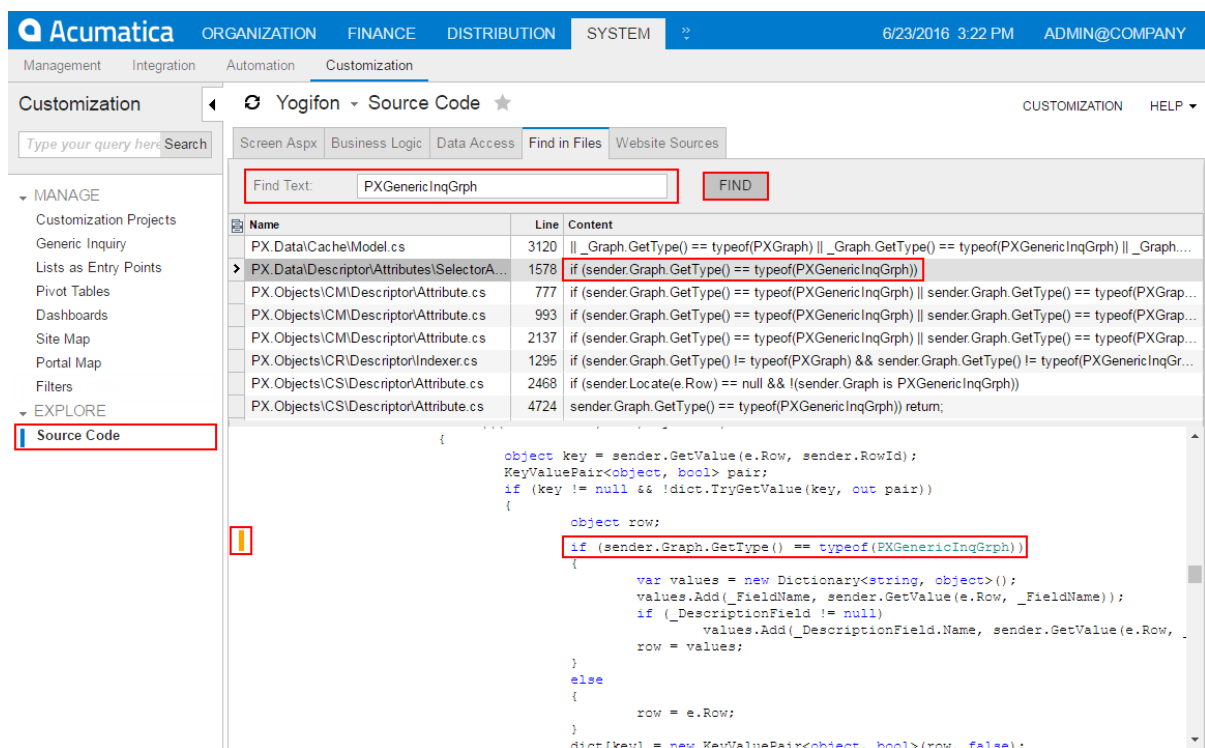 Acumatica ORGANIZATION FINANCE DISTRIBUTION SYSTEM 6/23/2016 3:22 PM ADMIN@COMPANY
Management Integration Automation Customization
Customization
Yogifon - Source Code CUSTOMIZATION HELP
Type your query here Search
Screen Aspx Business Logic Data Access Find in Files Website Sources
Find Text: PXGenericInqGrph FIND
MANAGE
Customization Projects
Generic Inquiry
Lists as Entry Points
Pivot Tables
Dashboards
Site Map
Portal Map
Filters
EXPLORE
Source Code
Name Line Content
PX.Data\Cache\Model.cs 3120 || _Graph.GetType() == typeof(PXGraph) || _Graph.GetType() == typeof(PXGenericInqGrph) || _Graph....
PX.Data\Descriptor\Attributes\SelectorA... 1578 if (sender.Graph.GetType() == typeof(PXGenericInqGrph))
PX.Objects\CM\Descriptor\Attribute.cs 777 if (sender.Graph.GetType() == typeof(PXGenericInqGrph) || sender.Graph.GetType() == typeof(PXGrap...
PX.Objects\CM\Descriptor\Attribute.cs 993 if (sender.Graph.GetType() == typeof(PXGenericInqGrph) || sender.Graph.GetType() == typeof(PXGrap...
PX.Objects\CM\Descriptor\Attribute.cs 2137 if (sender.Graph.GetType() == typeof(PXGenericInqGrph) || sender.Graph.GetType() == typeof(PXGrap...
PX.Objects\CR\Descriptor\Indexer.cs 1295 if (sender.Graph.GetType() != typeof(PXGraph) && sender.Graph.GetType() != typeof(PXGenericInqGr...
PX.Objects\CS\Descriptor\Attribute.cs 2468 if (sender.Locate(e.Row) == null && !(sender.Graph is PXGenericInqGrph))
PX.Objects\CS\Descriptor\Attribute.cs 4724 sender.Graph.GetType() == typeof(PXGenericInqGrph)) return;
{
object key = sender.GetValue(e.Row, sender.RowId);
KeyValuePair<object, bool> pair;
if (key != null && !dict.TryGetValue(key, out pair))
{
object row;
if (sender.Graph.GetType() == typeof(PXGenericInqGrph))
{
var values = new Dictionary<string, object>();
values.Add(_FieldName, sender.GetValue(e.Row, _FieldName));
if (_DescriptionField != null)
values.Add(_DescriptionField.Name, sender.GetValue(e.Row, _
row = values;
}
else
{
row = e.Row;
}
dict[key] = new KeyValuePair<object, bool>(row, false);